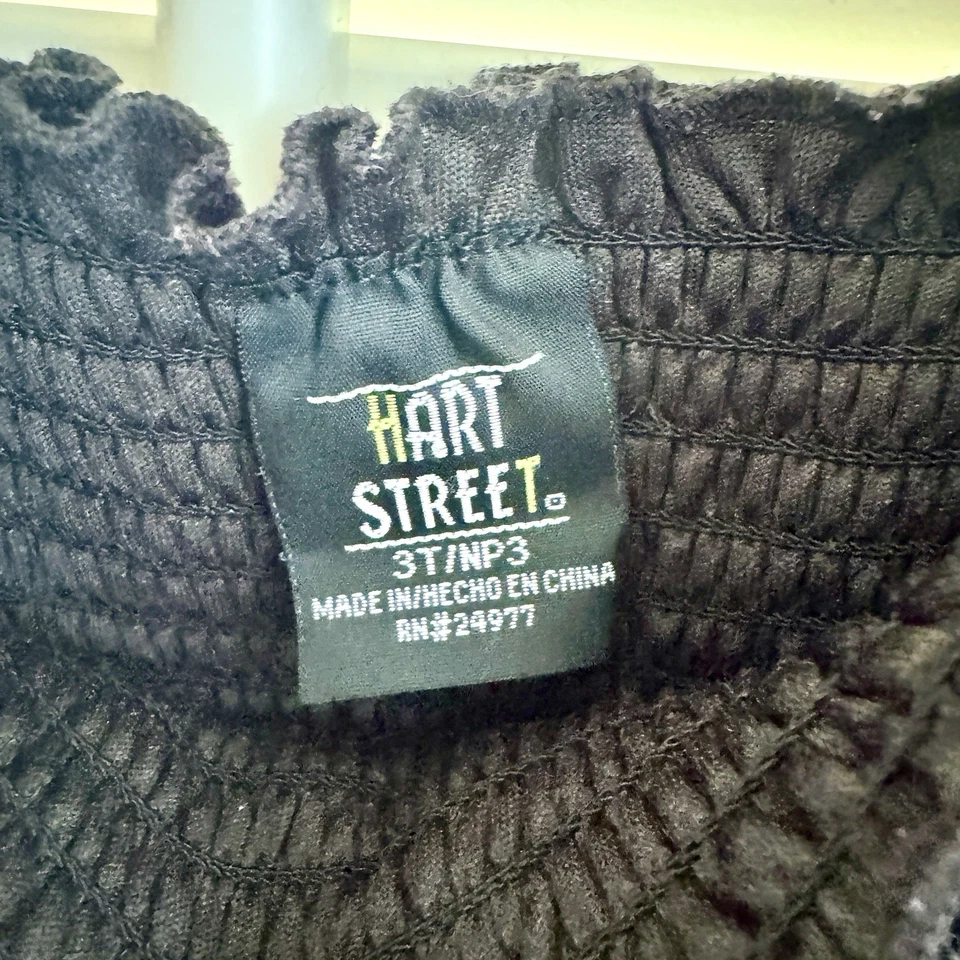 HART
STREET.
3T/NP3
MADE IN/HECHO EN CHINA
RN#24977